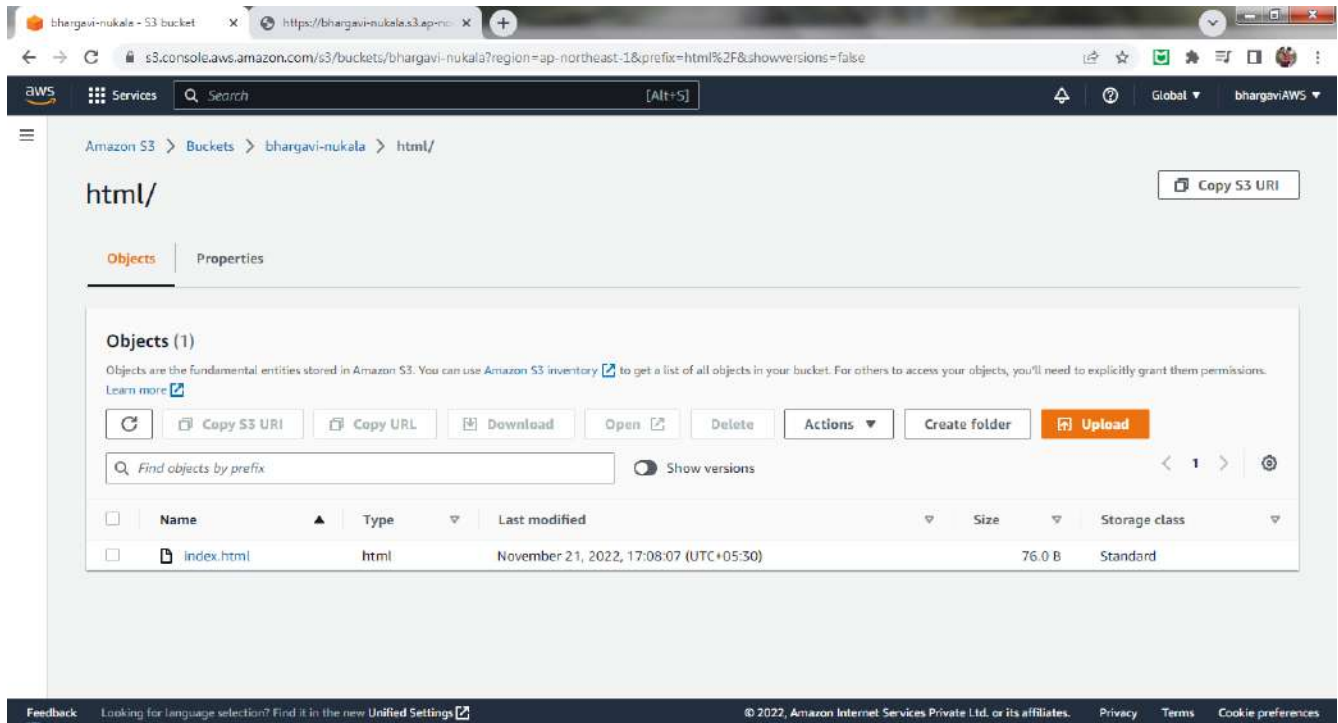 bhargavi-nukala - S3 bucket
https://bhargavi-nukala.s3.ap-no
s3.console.aws.amazon.com/s3/buckets/bhargavi-nukala?region=ap-northeast-1&prefix=html%2F&showversions=false
aws Services Search [Alt+S] Global bhargaviAWS
Amazon S3 > Buckets > bhargavi-nukala > html/
html/
Copy S3 URI
Objects Properties
Objects (1)
Objects are the fundamental entities stored in Amazon S3. You can use Amazon S3 inventory to get a list of all objects in your bucket. For others to access your objects, you'll need to explicitly grant them permissions.
Learn more
Copy S3 URI Copy URL Download Open Delete Actions Create folder Upload
Find objects by prefix Show versions 1
Name Type Last modified Size Storage class
index.html html November 21, 2022, 17:08:07 (UTC+05:30) 76.0 B Standard
Feedback Looking for language selection? Find it in the new Unified Settings © 2022, Amazon Internet Services Private Ltd. or its affiliates. Privacy Terms Cookie preferences